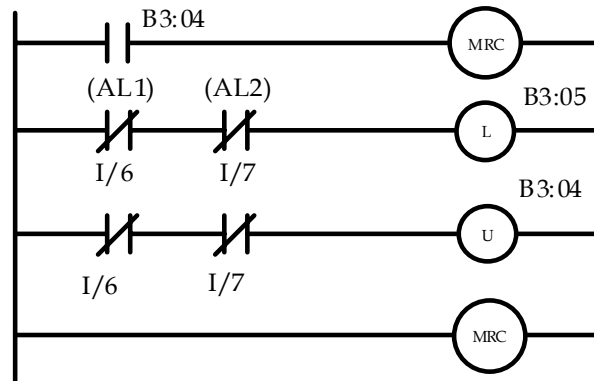 B3:04
MRC
(AL1) (AL2) B3:05
L
I/6 I/7
B3:04
U
I/6 I/7
MRC